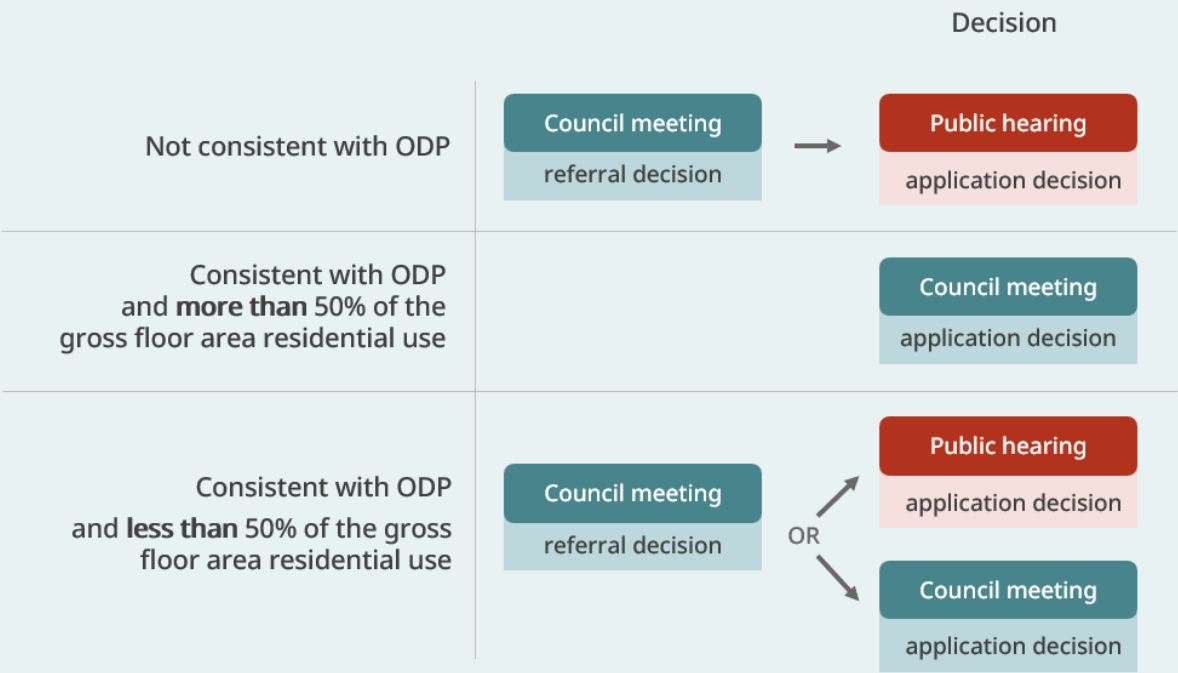 Decision
Not consistent with ODP
Council meeting
referral decision
Public hearing
application decision
Consistent with ODP
and more than 50% of the
gross floor area residential use
Council meeting
application decision
Consistent with ODP
and less than 50% of the gross
floor area residential use
Council meeting
referral decision
OR
Public hearing
application decision
Council meeting
application decision